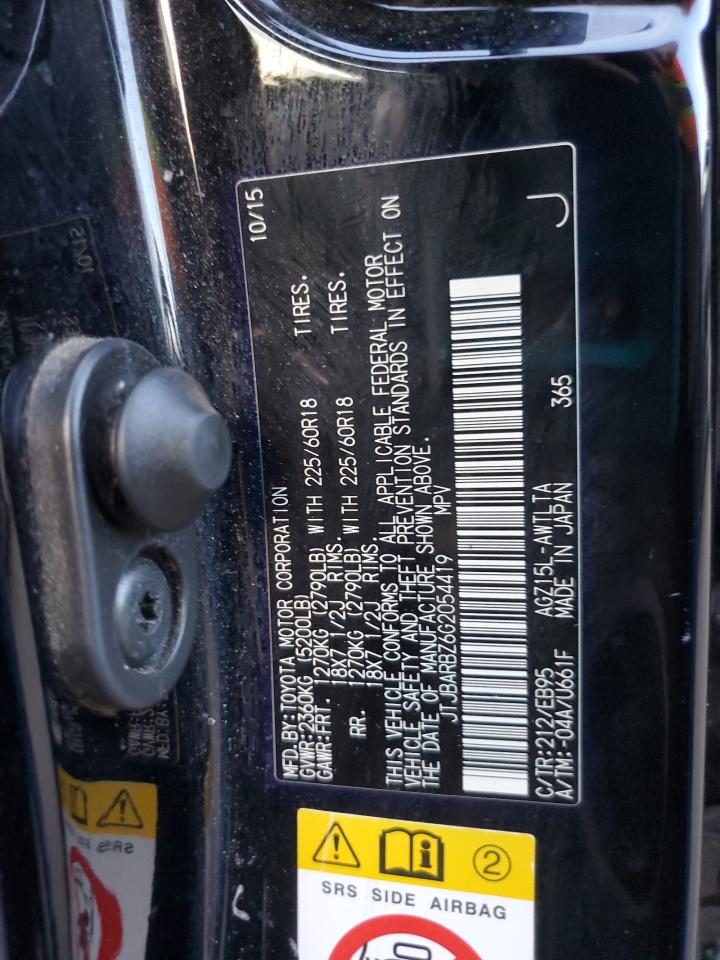 MFD.BY:TOYOTA MOTOR CORPORATION 10/15
GVWR:2360KG (5200LB)
GAWR:FRT. 1270KG (2790LB) WITH 225/60R18 TIRES.
18X7 1/2J RIMS.
RR. 1270KG (2790LB) WITH 225/60R18 TIRES.
18X7 1/2J RIMS.
THIS VEHICLE CONFORMS TO ALL APPLICABLE FEDERAL MOTOR
VEHICLE SAFETY AND THEFT PREVENTION STANDARDS IN EFFECT ON
THE DATE OF MANUFACTURE SHOWN ABOVE.
JTJBARBZ6G2054419 MPV
C/TR:212/EB95 AGZ15L-AWTLTA 365
A/TM:-04A/U661F MADE IN JAPAN J
2
SRS SIDE AIRBAG